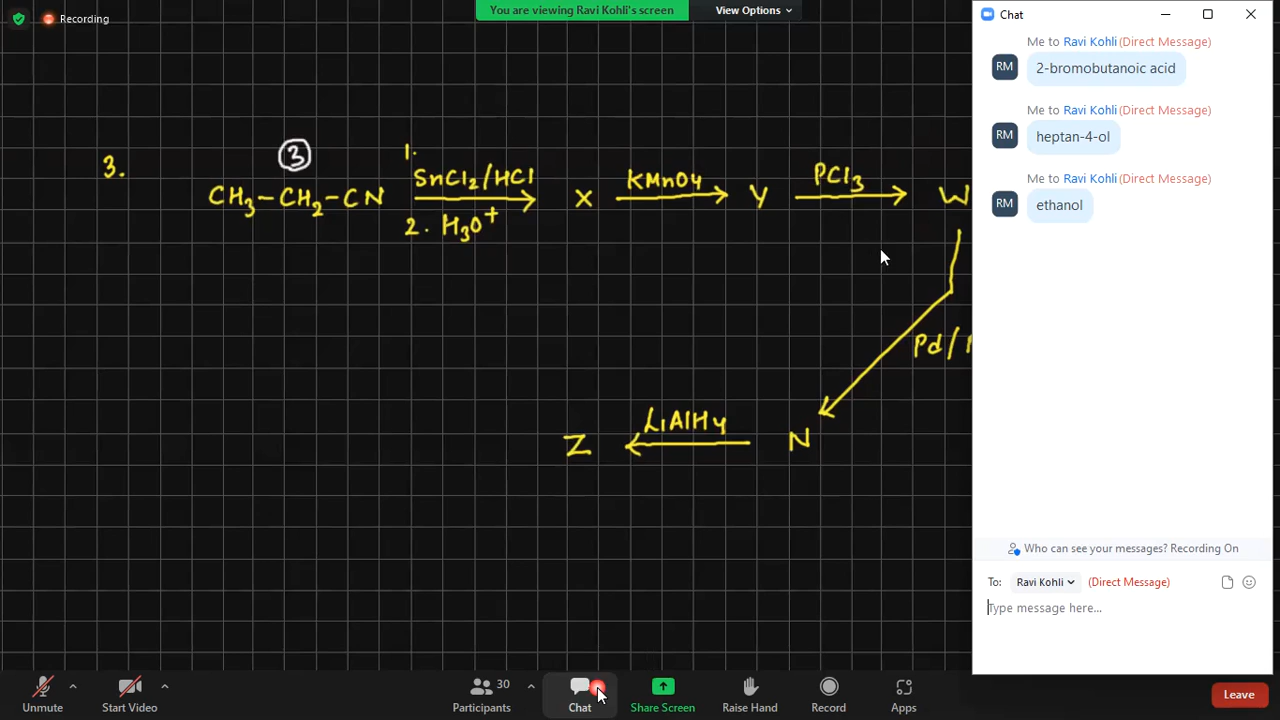 Recording
You are viewing Ravi Kohli's screen
View Options
Chat
Me to Ravi Kohli (Direct Message)
RM
2-bromobutanoic acid
Me to Ravi Kohli (Direct Message)
RM
heptan-4-ol
Me to Ravi Kohli (Direct Message)
RM
ethanol
3.
3
CH3-CH2-CN
1. SnCl2/HCl
2. H3O+
X
KMnO4
Y
PCl3
W
Pd/
Z
LiAlH4
N
Who can see your messages? Recording On
To: Ravi Kohli (Direct Message)
Type message here...
Unmute
Start Video
30
Participants
Chat
Share Screen
Raise Hand
Record
Apps
Leave